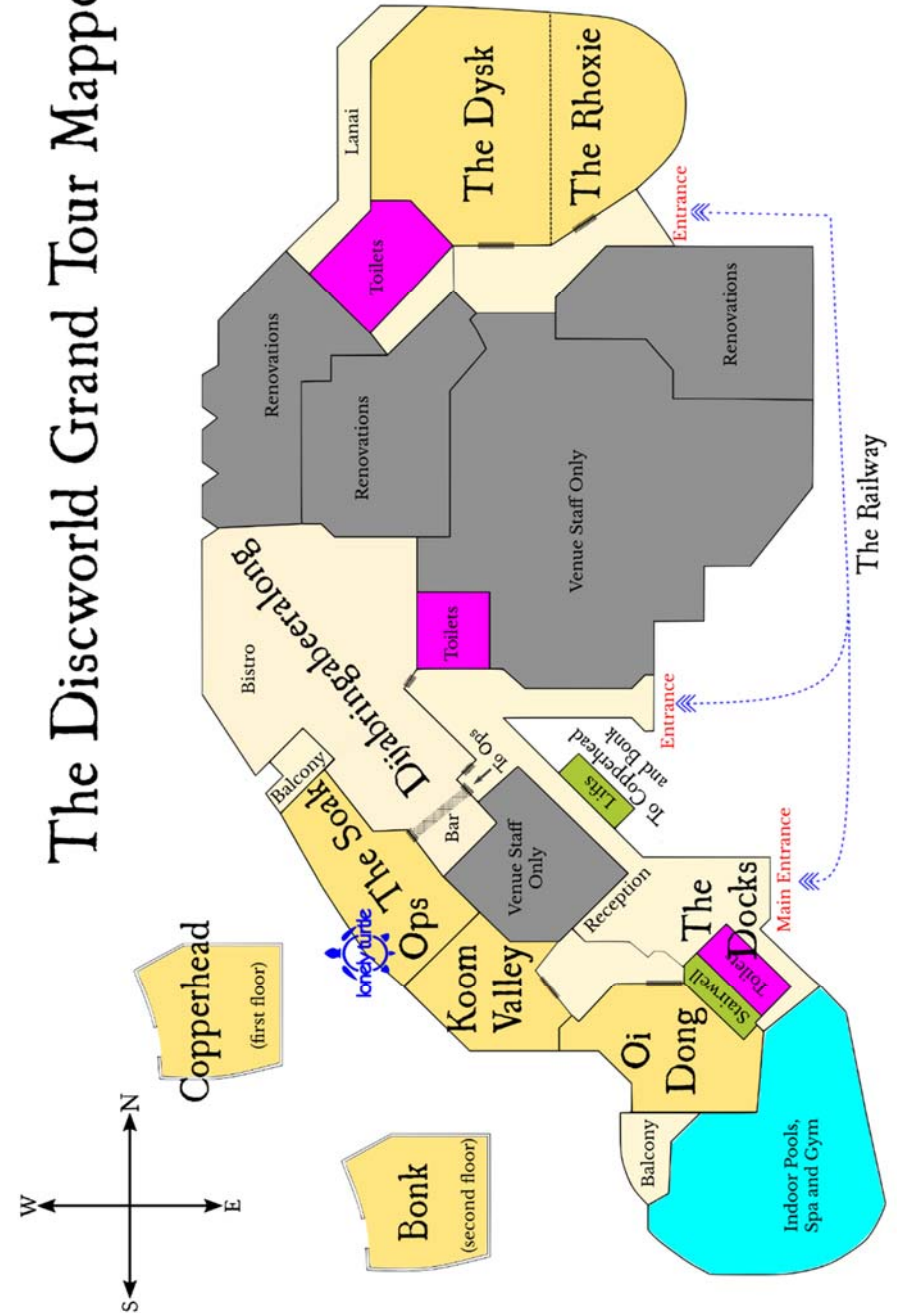 The Discworld Grand Tour Mappe
Lanai
The Dysk
The Rhoxie
Toilets
Entrance
Renovations
Renovations
Renovations
Venue Staff Only
The Railway
Bistro
Dijabringabeeralong
Toilets
Entrance
Balcony
The Soak
To Ops
Bar
Lifts
To Copperhead
and Bonk
Venue Staff
Only
Ops
lonely turtle
Koom
Valley
Reception
The
Docks
Main Entrance
Toilets
Stairwell
Oi
Dong
Balcony
Indoor Pools,
Spa and Gym
Copperhead
(first floor)
Bonk
(second floor)
W
N
S
E